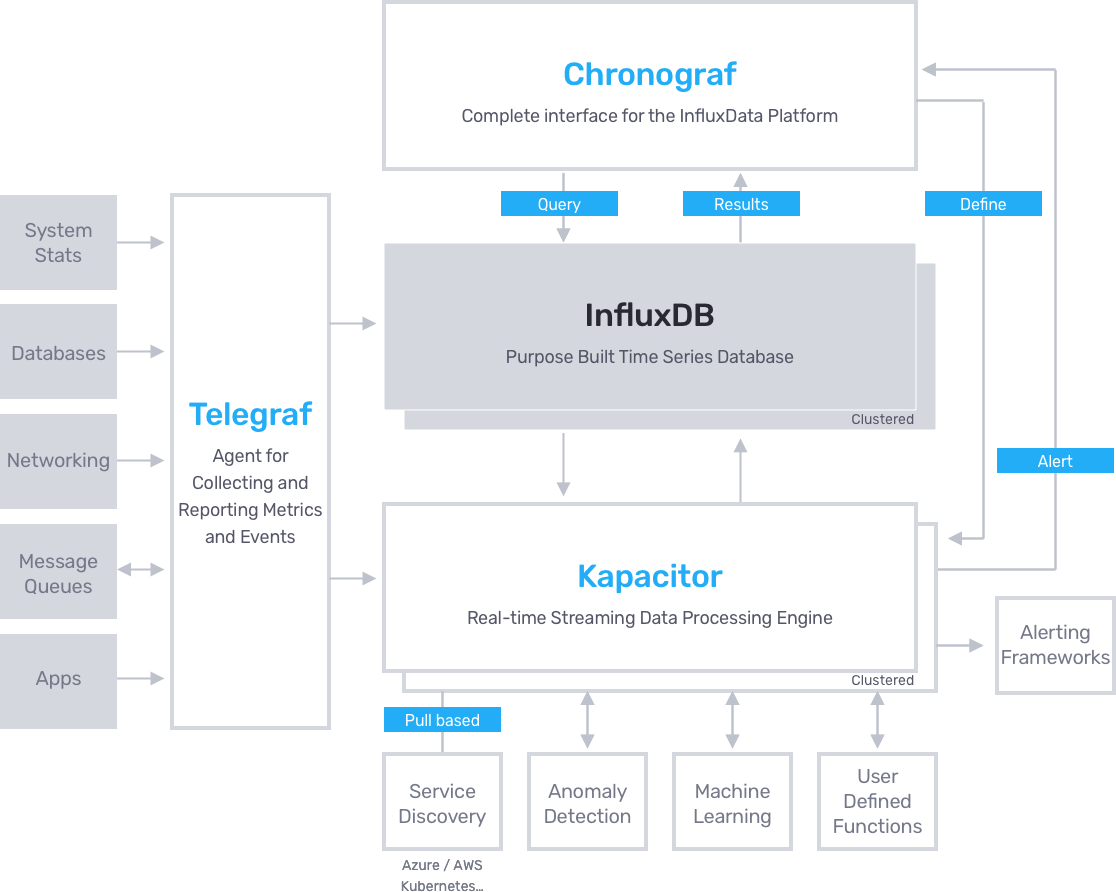 Chronograf
Complete interface for the InfluxData Platform
Query
Results
Define
System
Stats
Databases
Networking
Message
Queues
Apps
Telegraf
Agent for
Collecting and
Reporting Metrics
and Events
InfluxDB
Purpose Built Time Series Database
Clustered
Alert
Kapacitor
Real-time Streaming Data Processing Engine
Clustered
Alerting
Frameworks
Pull based
Service
Discovery
Azure / AWS
Kubernetes...
Anomaly
Detection
Machine
Learning
User
Defined
Functions